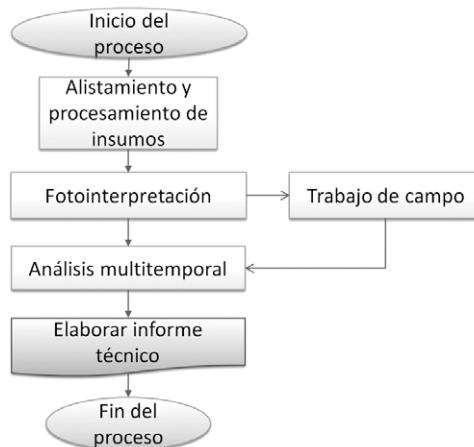 Inicio del
proceso
Alistamiento y
procesamiento de
insumos
Fotointerpretación
Trabajo de campo
Análisis multitemporal
Elaborar informe
técnico
Fin del
proceso